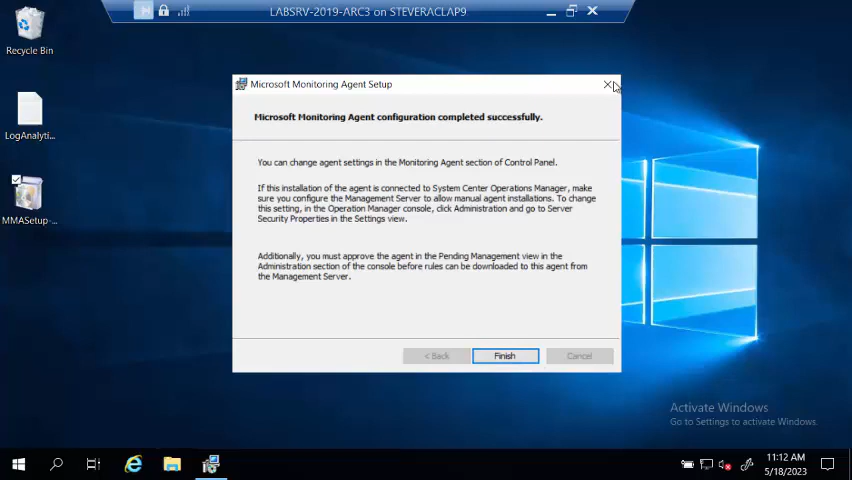 LABSRV-2019-ARC3 on STEVERACLAP9
Recycle Bin
LogAnalyti...
MMASetup-...
Microsoft Monitoring Agent Setup
Microsoft Monitoring Agent configuration completed successfully.
You can change agent settings in the Monitoring Agent section of Control Panel.
If this installation of the agent is connected to System Center Operations Manager, make
sure you configure the Management Server to allow manual agent installations. To change
this setting, in the Operation Manager console, click Administration and go to Server
Security Properties in the Settings view.
Additionally, you must approve the agent in the Pending Management view in the
Administration section of the console before rules can be downloaded to this agent from
the Management Server.
< Back
Finish
Cancel
Activate Windows
Go to Settings to activate Windows.
11:12 AM
5/18/2023